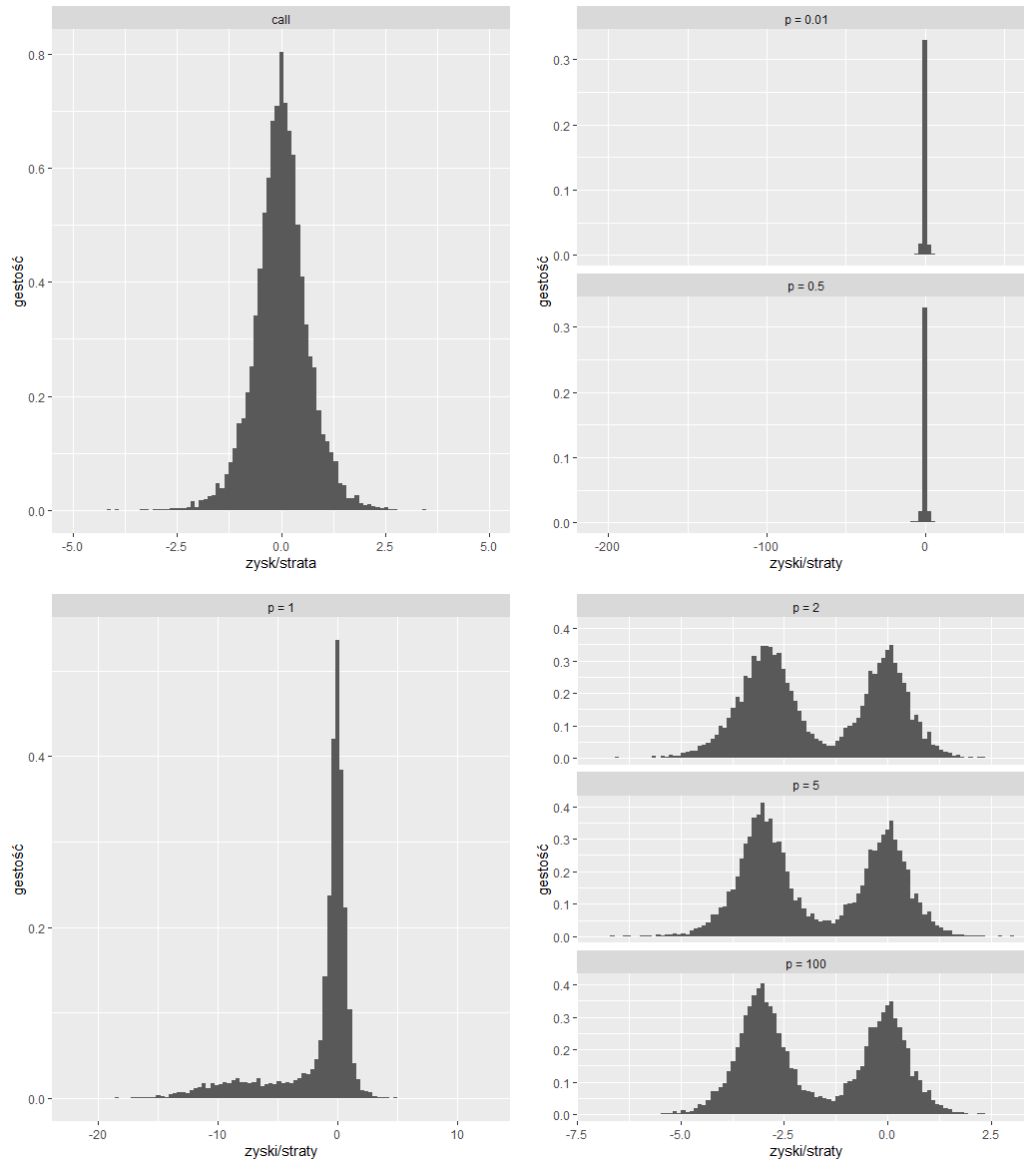 call
0.8
0.6
0.4
0.2
0.0
gestość
-5.0 -2.5 0.0 2.5 5.0
zysk/strata
p = 0.01
0.3
0.2
0.1
0.0
p = 0.5
0.3
0.2
0.1
0.0
gestość
-200 -100 0
zyski/straty
p = 1
0.4
0.2
0.0
gestość
-20 -10 0 10
zyski/straty
p = 2
0.4
0.3
0.2
0.1
0.0
p = 5
0.4
0.3
0.2
0.1
0.0
p = 100
0.4
0.3
0.2
0.1
0.0
gestość
-7.5 -5.0 -2.5 0.0 2.5
zyski/straty